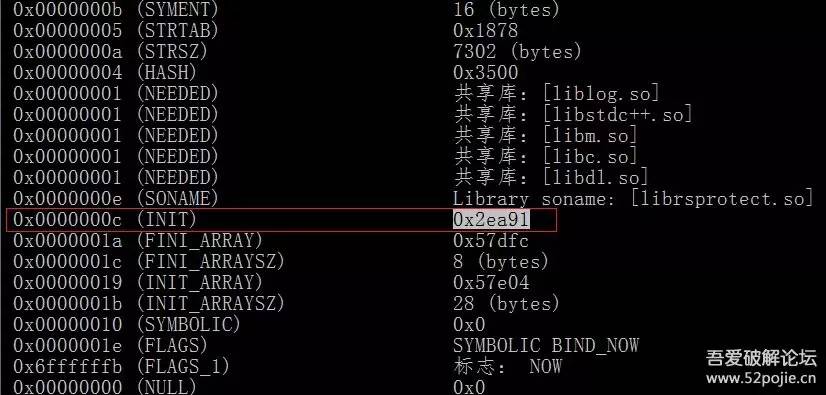 0x0000000b (SYMENT) 16 (bytes)
0x00000005 (STRTAB) 0x1878
0x0000000a (STRSZ) 7302 (bytes)
0x00000004 (HASH) 0x3500
0x00000001 (NEEDED) 共享库：[liblog.so]
0x00000001 (NEEDED) 共享库：[libstdc++.so]
0x00000001 (NEEDED) 共享库：[libm.so]
0x00000001 (NEEDED) 共享库：[libc.so]
0x00000001 (NEEDED) 共享库：[libdl.so]
0x0000000e (SONAME) Library soname: [librsprotect.so]
0x0000000c (INIT) 0x2ea91
0x0000001a (FINI_ARRAY) 0x57dfc
0x0000001c (FINI_ARRAYSZ) 8 (bytes)
0x00000019 (INIT_ARRAY) 0x57e04
0x0000001b (INIT_ARRAYSZ) 28 (bytes)
0x00000010 (SYMBOLIC) 0x0
0x0000001e (FLAGS) SYMBOLIC BIND_NOW
0x6ffffffb (FLAGS_1) 标志： NOW
0x00000000 (NULL) 0x0
吾爱破解论坛
www.52pojie.cn